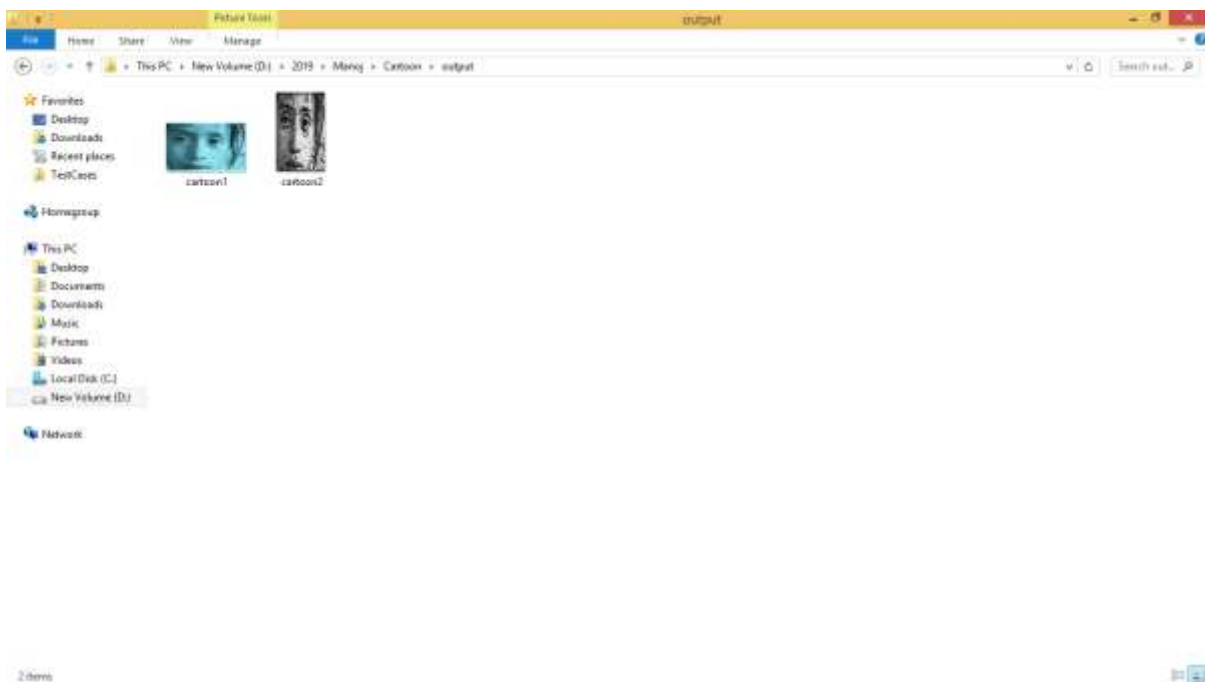 Picture Tools
output
File Home Share View Manage
This PC New Volume (D:) 2019 Manoj Cartoon output
Search out...
Favorites
Desktop
Downloads
Recent places
TestCases
cartoon1
cartoon2
Homegroup
This PC
Desktop
Documents
Downloads
Music
Pictures
Videos
Local Disk (C:)
New Volume (D:)
Network
2 items